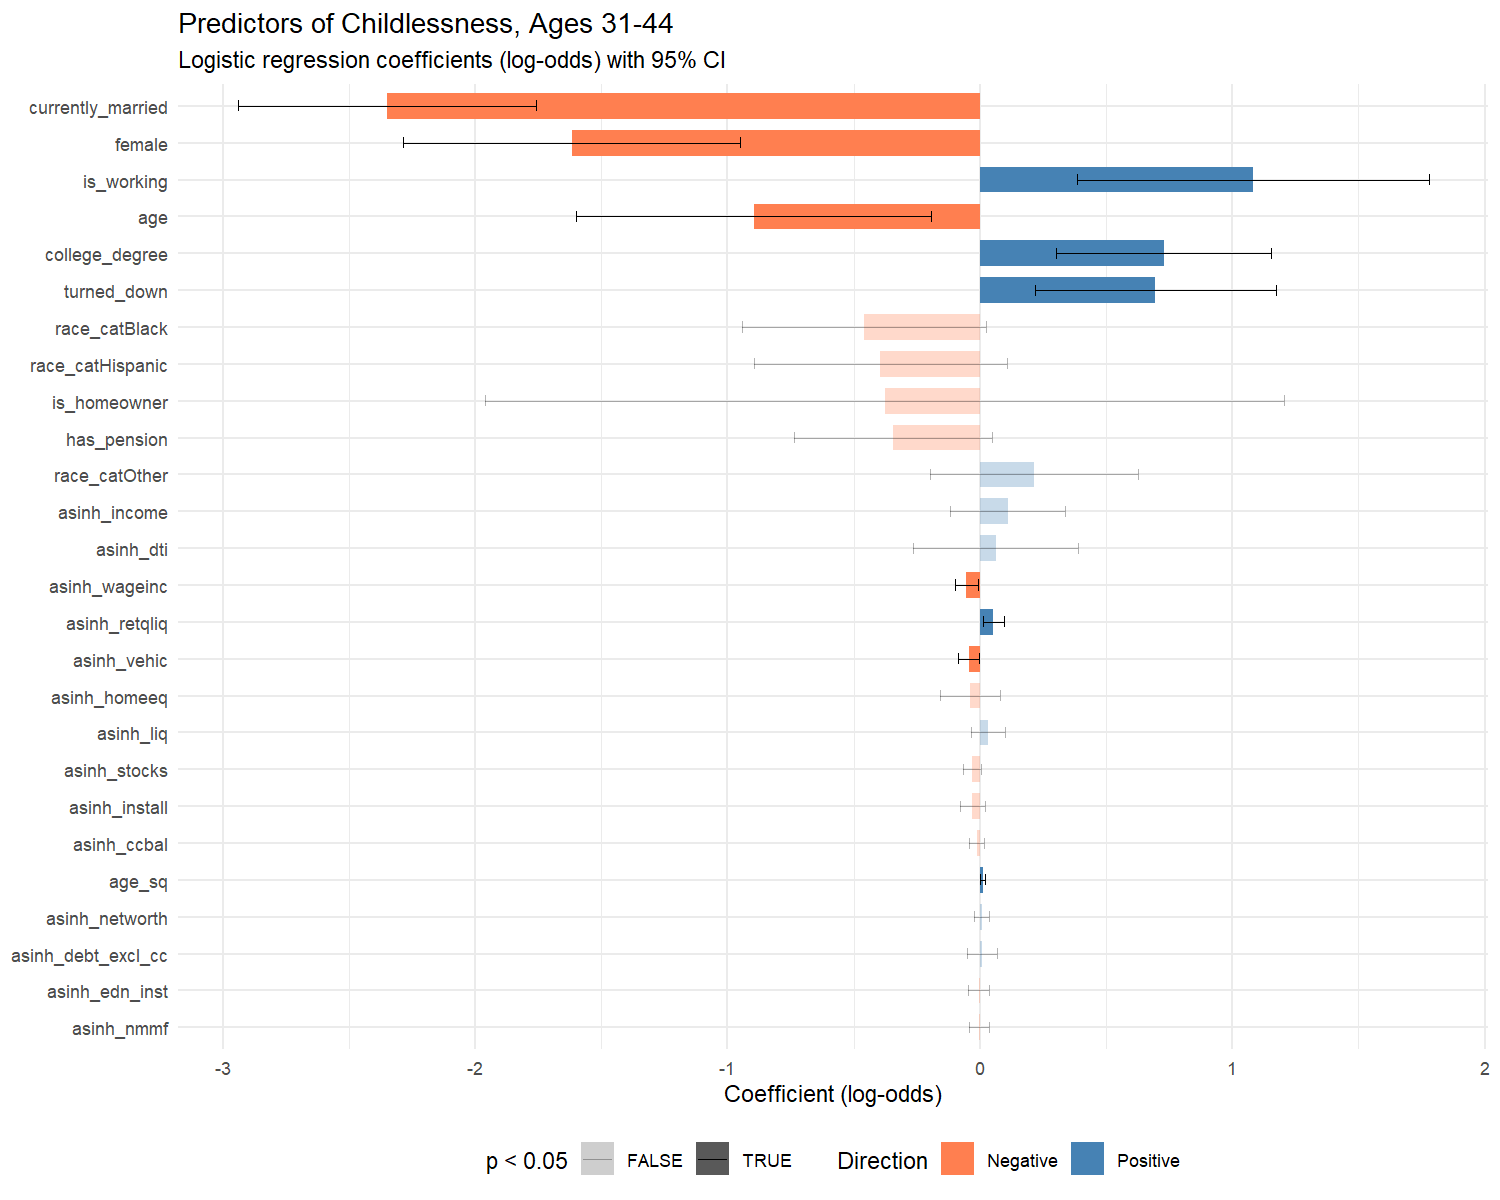 Predictors of Childlessness, Ages 31-44
Logistic regression coefficients (log-odds) with 95% CI
currently_married
female
is_working
age
college_degree
turned_down
race_catBlack
race_catHispanic
is_homeowner
has_pension
race_catOther
asinh_income
asinh_dti
asinh_wageinc
asinh_retqliq
asinh_vehic
asinh_homeeq
asinh_liq
asinh_stocks
asinh_install
asinh_ccbal
age_sq
asinh_networth
asinh_debt_excl_cc
asinh_edn_inst
asinh_nmmf
-3 -2 -1 0 1 2
Coefficient (log-odds)
p < 0.05 FALSE TRUE Direction Negative Positive